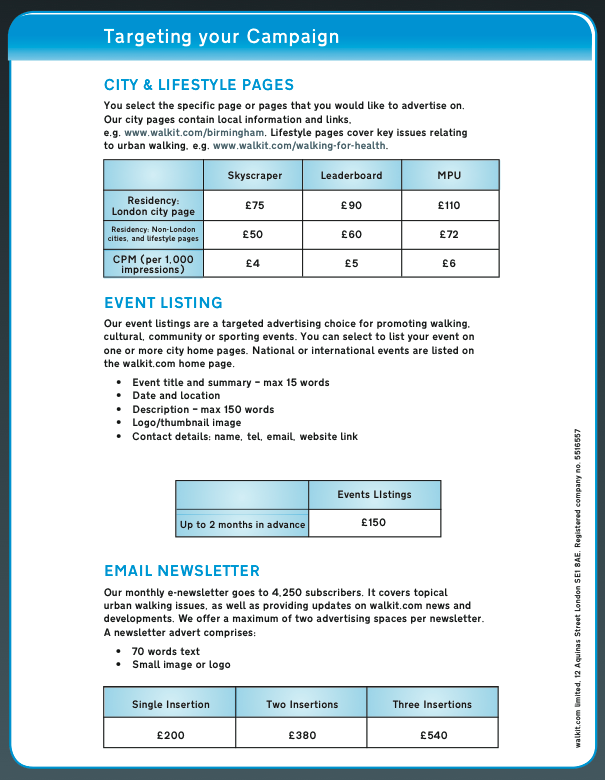 Targeting your Campaign
CITY & LIFESTYLE PAGES
You select the specific page or pages that you would like to advertise on.
Our city pages contain local information and links,
e.g. www.walkit.com/birmingham. Lifestyle pages cover key issues relating
to urban walking, e.g. www.walkit.com/walking-for-health.
Skyscraper Leaderboard MPU
Residency:
London city page £75 £90 £110
Residency: Non-London
cities, and lifestyle pages £50 £60 £72
CPM (per 1,000
impressions) £4 £5 £6
EVENT LISTING
Our event listings are a targeted advertising choice for promoting walking,
cultural, community or sporting events. You can select to list your event on
one or more city home pages. National or international events are listed on
the walkit.com home page.
• Event title and summary – max 15 words
• Date and location
• Description – max 150 words
• Logo/thumbnail image
• Contact details: name, tel, email, website link
Events LIstings
Up to 2 months in advance £150
EMAIL NEWSLETTER
Our monthly e-newsletter goes to 4,250 subscribers. It covers topical
urban walking issues, as well as providing updates on walkit.com news and
developments. We offer a maximum of two advertising spaces per newsletter.
A newsletter advert comprises:
• 70 words text
• Small image or logo
Single Insertion Two Insertions Three Insertions
£200 £380 £540
walkit.com limited. 12 Aquinas Street London SE1 8AE. Registered company no. 5516557